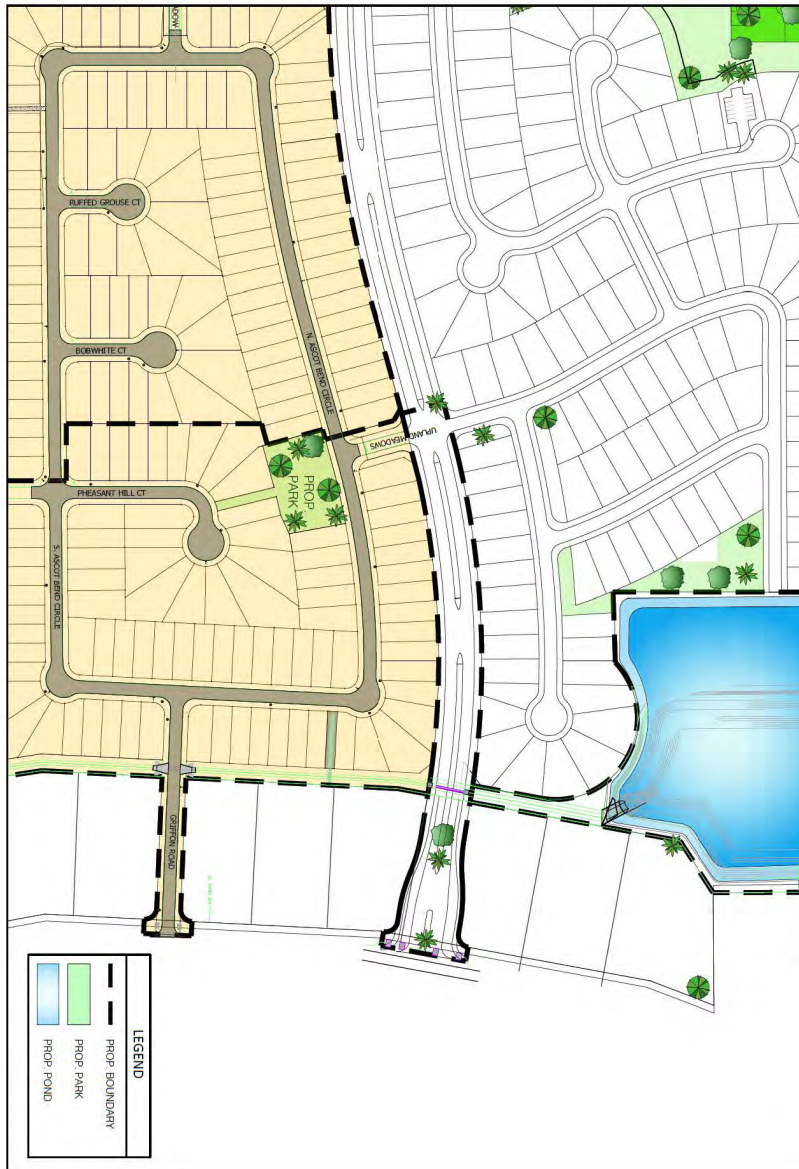 ADOW
RUFFED GROUSE CT
BOBWHITE CT
N. ASCOT BEND CIRCLE
UPLAND MEADOWS
PROP.
PARK
PHEASANT HILL CT
S. ASCOT BEND CIRCLE
GRIFFON ROAD
LEGEND
PROP. BOUNDARY
PROP. PARK
PROP. POND